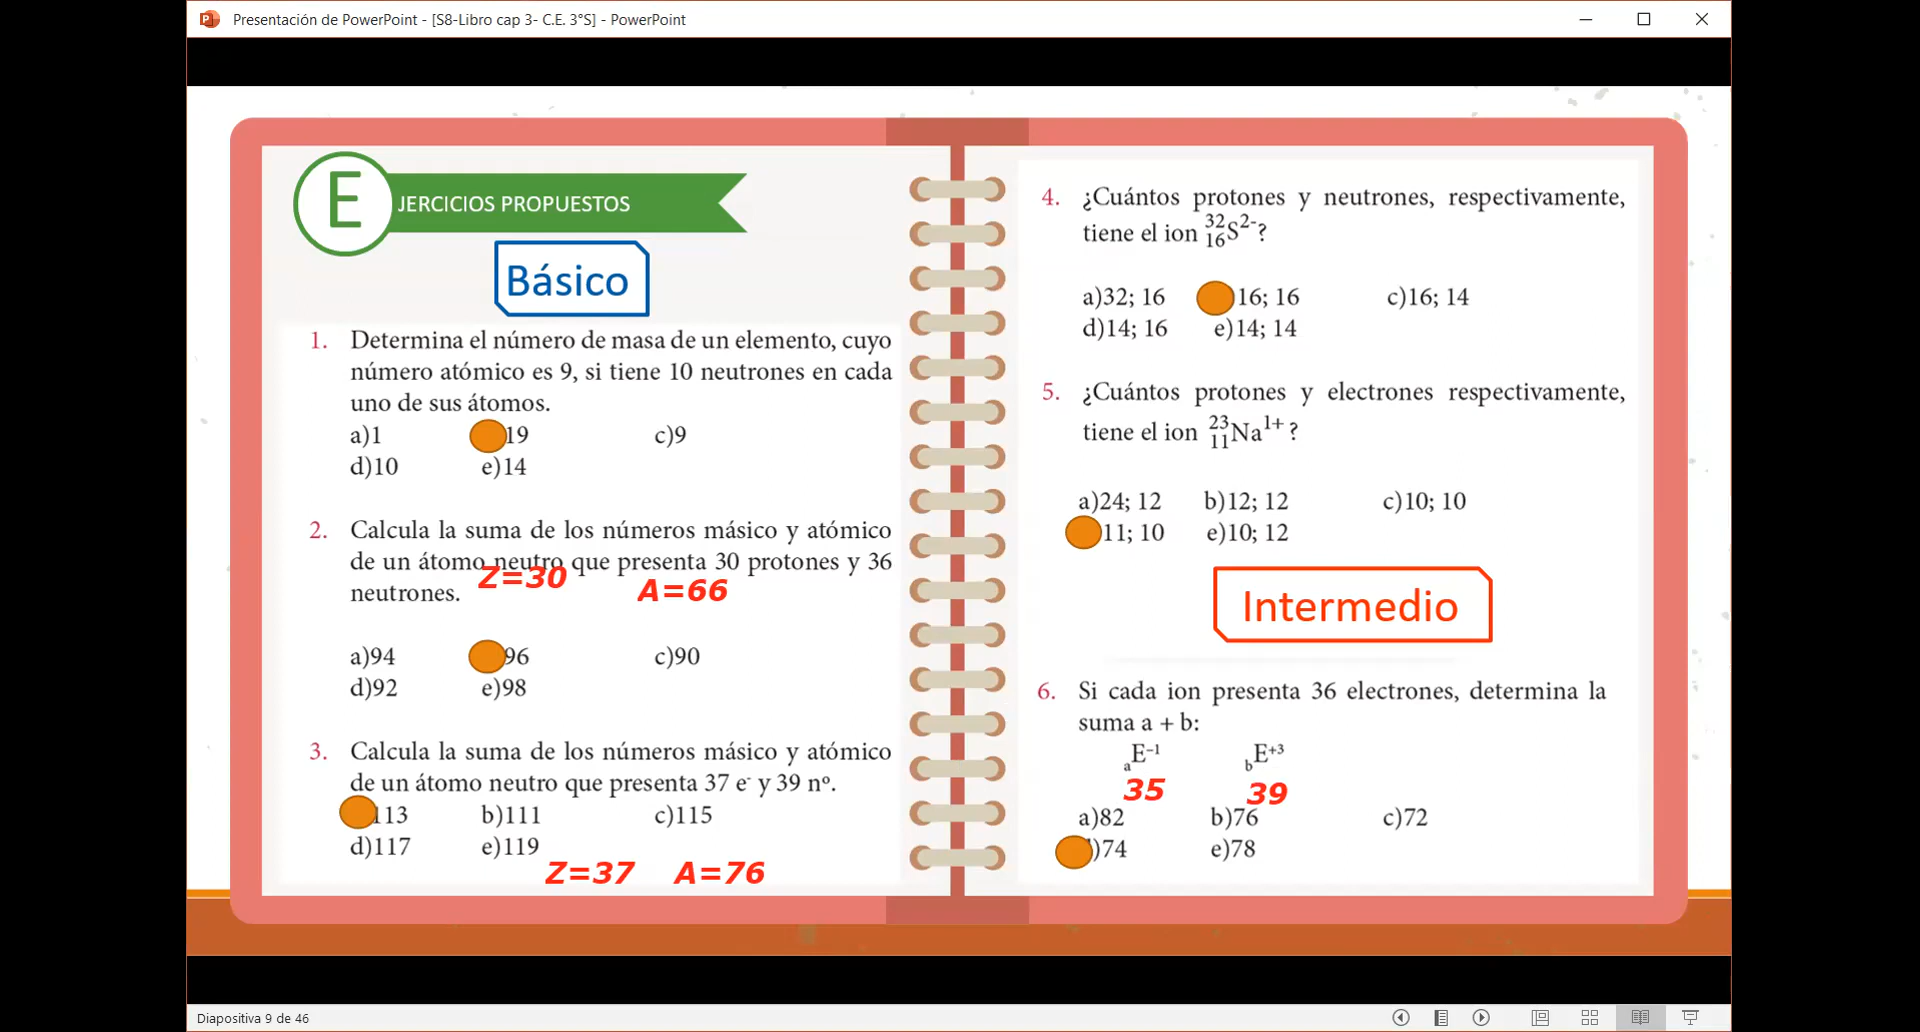 Presentación de PowerPoint - [S8-Libro cap 3- C.E. 3°S] - PowerPoint
E
JERCICIOS PROPUESTOS
Básico
1. Determina el número de masa de un elemento, cuyo
número atómico es 9, si tiene 10 neutrones en cada
uno de sus átomos.
a)1 19 c)9
d)10 e)14
2. Calcula la suma de los números másico y atómico
de un átomo neutro que presenta 30 protones y 36
neutrones.
Z=30 A=66
a)94 96 c)90
d)92 e)98
3. Calcula la suma de los números másico y atómico
de un átomo neutro que presenta 37 e⁻ y 39 nº.
113 b)111 c)115
d)117 e)119
Z=37 A=76
4. ¿Cuántos protones y neutrones, respectivamente,
tiene el ion ³²₁₆S²⁻?
a)32; 16 16; 16 c)16; 14
d)14; 16 e)14; 14
5. ¿Cuántos protones y electrones respectivamente,
tiene el ion ²³₁₁Na¹⁺?
a)24; 12 b)12; 12 c)10; 10
11; 10 e)10; 12
Intermedio
6. Si cada ion presenta 36 electrones, determina la
suma a + b:
ₐE⁻¹ bE⁺³
35 39
a)82 b)76 c)72
)74 e)78
Diapositiva 9 de 46